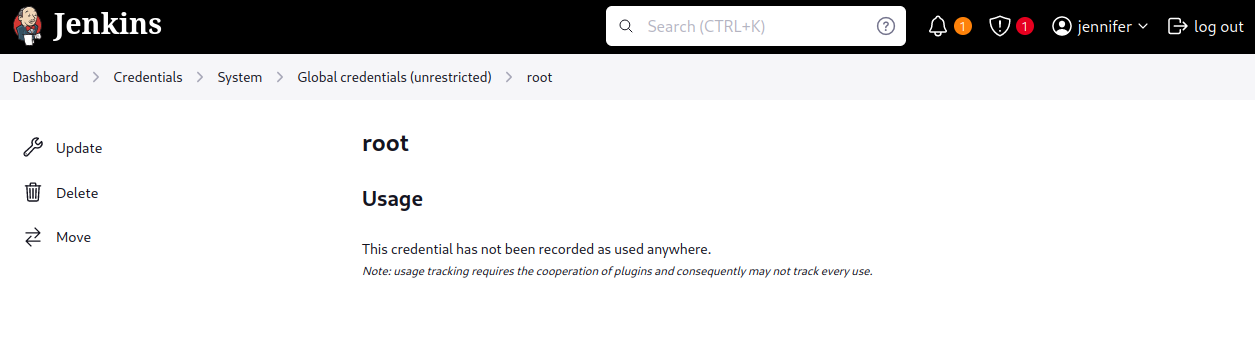 Jenkins
Search (CTRL+K)
1
1
jennifer
log out
Dashboard > Credentials > System > Global credentials (unrestricted) > root
Update
Delete
Move
root
Usage
This credential has not been recorded as used anywhere.
Note: usage tracking requires the cooperation of plugins and consequently may not track every use.